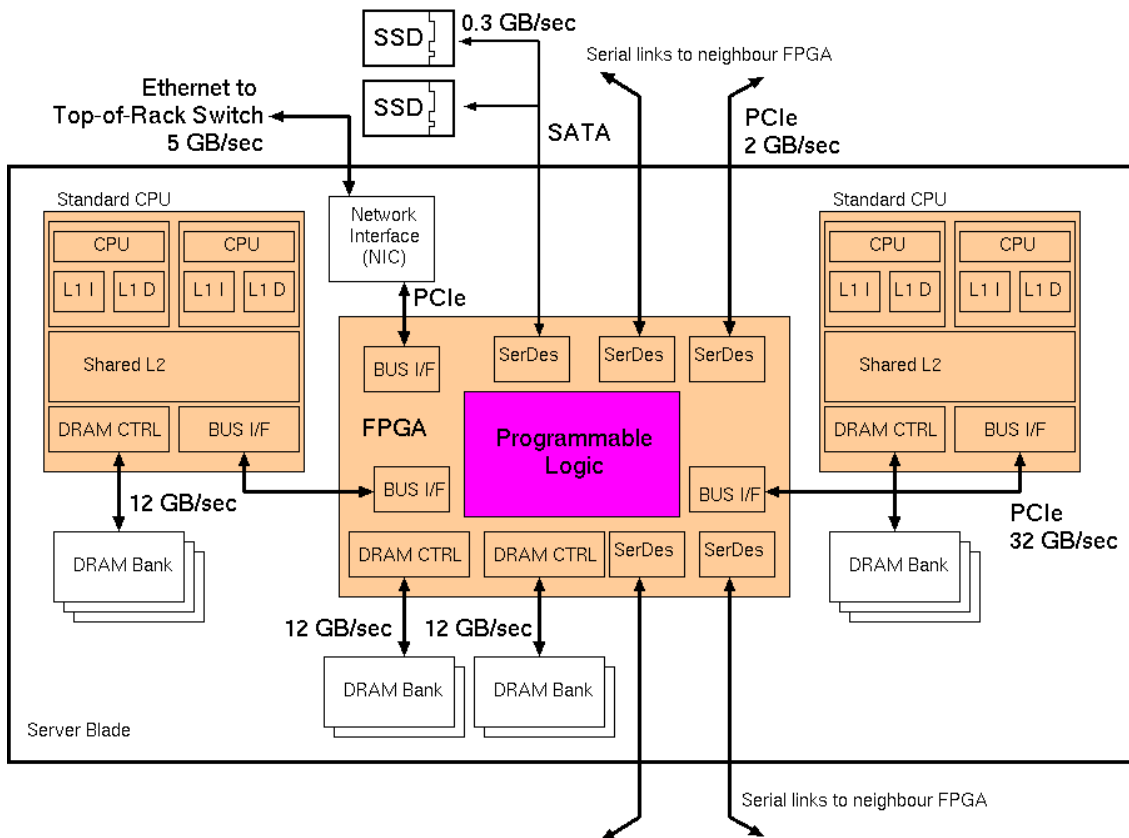 SSD
0.3 GB/sec
SSD
Serial links to neighbour FPGA
Ethernet to
Top-of-Rack Switch
5 GB/sec
SATA
PCIe
2 GB/sec
Standard CPU
CPU
CPU
L1 I
L1 D
L1 I
L1 D
Shared L2
DRAM CTRL
BUS I/F
12 GB/sec
DRAM Bank
Network
Interface
(NIC)
PCIe
BUS I/F
SerDes
SerDes
SerDes
FPGA
Programmable
Logic
BUS I/F
BUS I/F
DRAM CTRL
DRAM CTRL
SerDes
SerDes
12 GB/sec
12 GB/sec
DRAM Bank
DRAM Bank
Standard CPU
CPU
CPU
L1 I
L1 D
L1 I
L1 D
Shared L2
DRAM CTRL
BUS I/F
PCIe
32 GB/sec
DRAM Bank
Server Blade
Serial links to neighbour FPGA